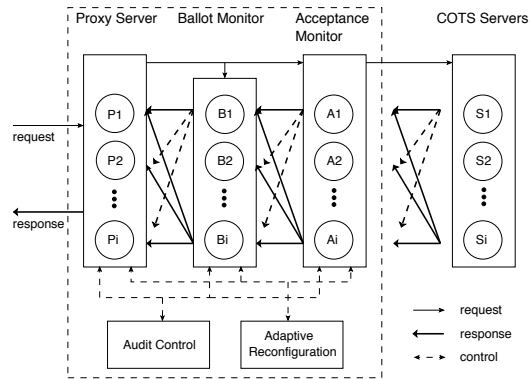 Proxy Server
Ballot Monitor
Acceptance
Monitor
COTS Servers
P1
B1
A1
S1
request
P2
B2
A2
S2
response
Pi
Bi
Ai
Si
Audit Control
Adaptive
Reconfiguration
request
response
control